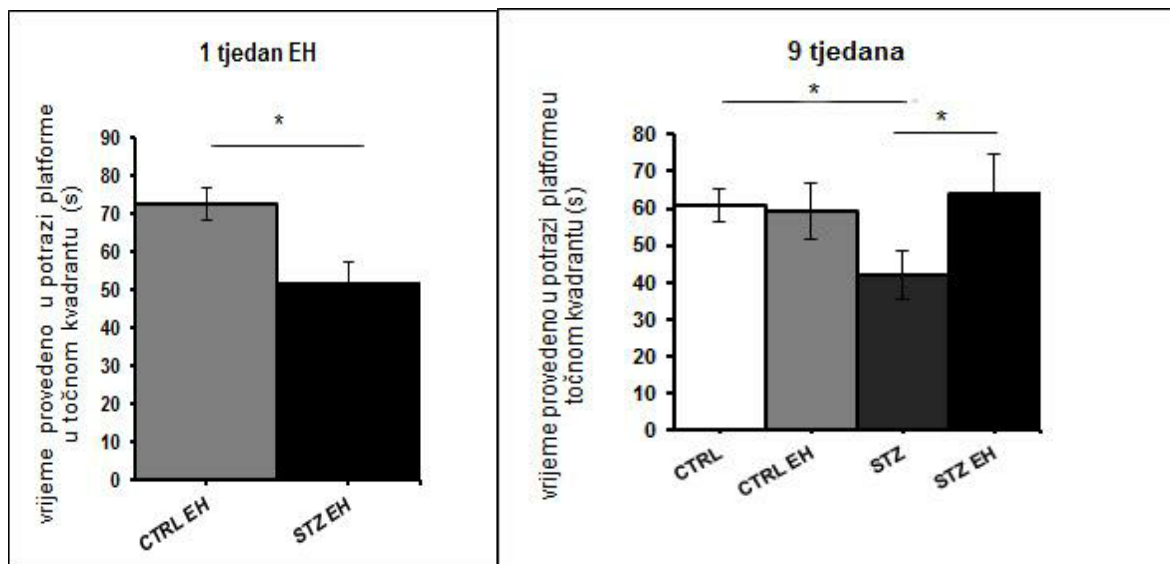 1 tjedan EH
*
vrijeme provedeno u potrazi platforme
u točnom kvadrantu (s)
90
80
70
60
50
40
30
20
10
0
CTRL EH
STZ EH
9 tjedana
*
*
vrijeme provedeno u potrazi platforme u
točnom kvadrantu (s)
80
70
60
50
40
30
20
10
0
CTRL
CTRL EH
STZ
STZ EH